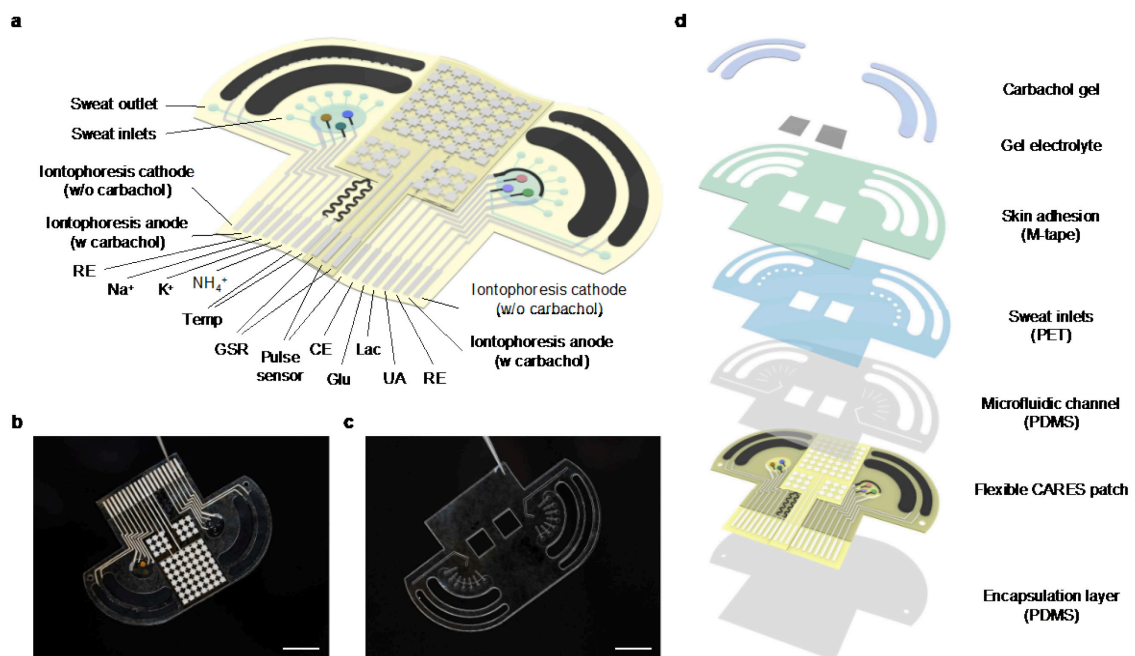 a
Sweat outlet
Sweat inlets
Iontophoresis cathode
(w/o carbachol)
Iontophoresis anode
(w carbachol)
RE
Na⁺
K⁺
NH₄⁺
Temp
GSR
Pulse
sensor
CE
Glu
Lac
UA
RE
Iontophoresis cathode
(w/o carbachol)
Iontophoresis anode
(w carbachol)
b
c
d
Carbachol gel
Gel electrolyte
Skin adhesion
(M-tape)
Sweat inlets
(PET)
Microfluidic channel
(PDMS)
Flexible CARES patch
Encapsulation layer
(PDMS)